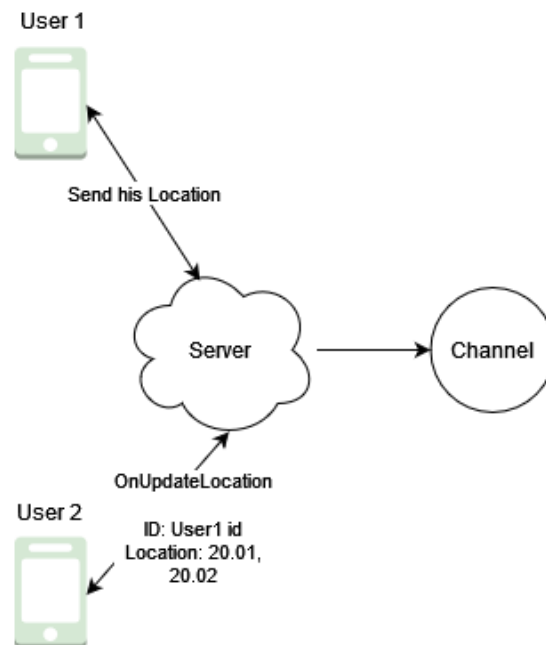 User 1
Send his Location
Server
Channel
OnUpdateLocation
User 2
ID: User1 id
Location: 20.01,
20.02